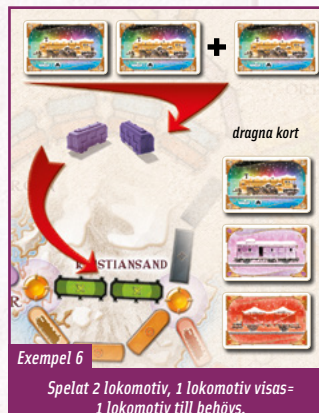 +
dragna kort
KRISTIANSAND
Exempel 6
Spelat 2 lokomotiv, 1 lokomotiv visas=
1 lokomotiv till behövs.